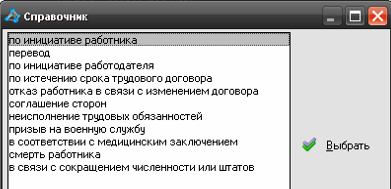 Справочник
по инициативе работника
перевод
по инициативе работодателя
по истечению срока трудового договора
отказ работника в связи с изменением договора
соглашение сторон
неисполнение трудовых обязанностей
призыв на военную службу
в соответствии с медицинским заключением
смерть работника
в связи с сокращением численности или штатов
Выбрать